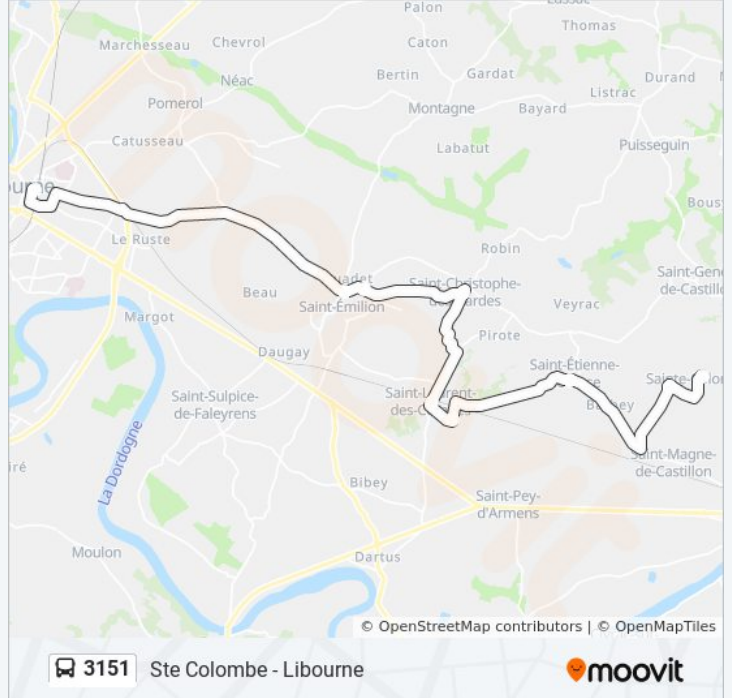 Palon
Thomas
Marchesseau
Chevrol
Caton
Néac
Bertin
Gardat
Durand
Listrac
Pomerol
Montagne
Bayard
Catusseau
Labatut
Puisseguin
Le Ruste
Robin
Saint-Christophe-
Beau
Saint-Émilion
Veyrac
Margot
Pirote
Daugay
Saint-Étienne-
Saint-Sulpice-
de-Faleyrens
Saint-Magne-
de-Castillon
La Dordogne
Bibey
Saint-Pey-
d'Armens
Moulon
Dartus
© OpenStreetMap contributors | © OpenMapTiles
3151 Ste Colombe - Libourne
moovit